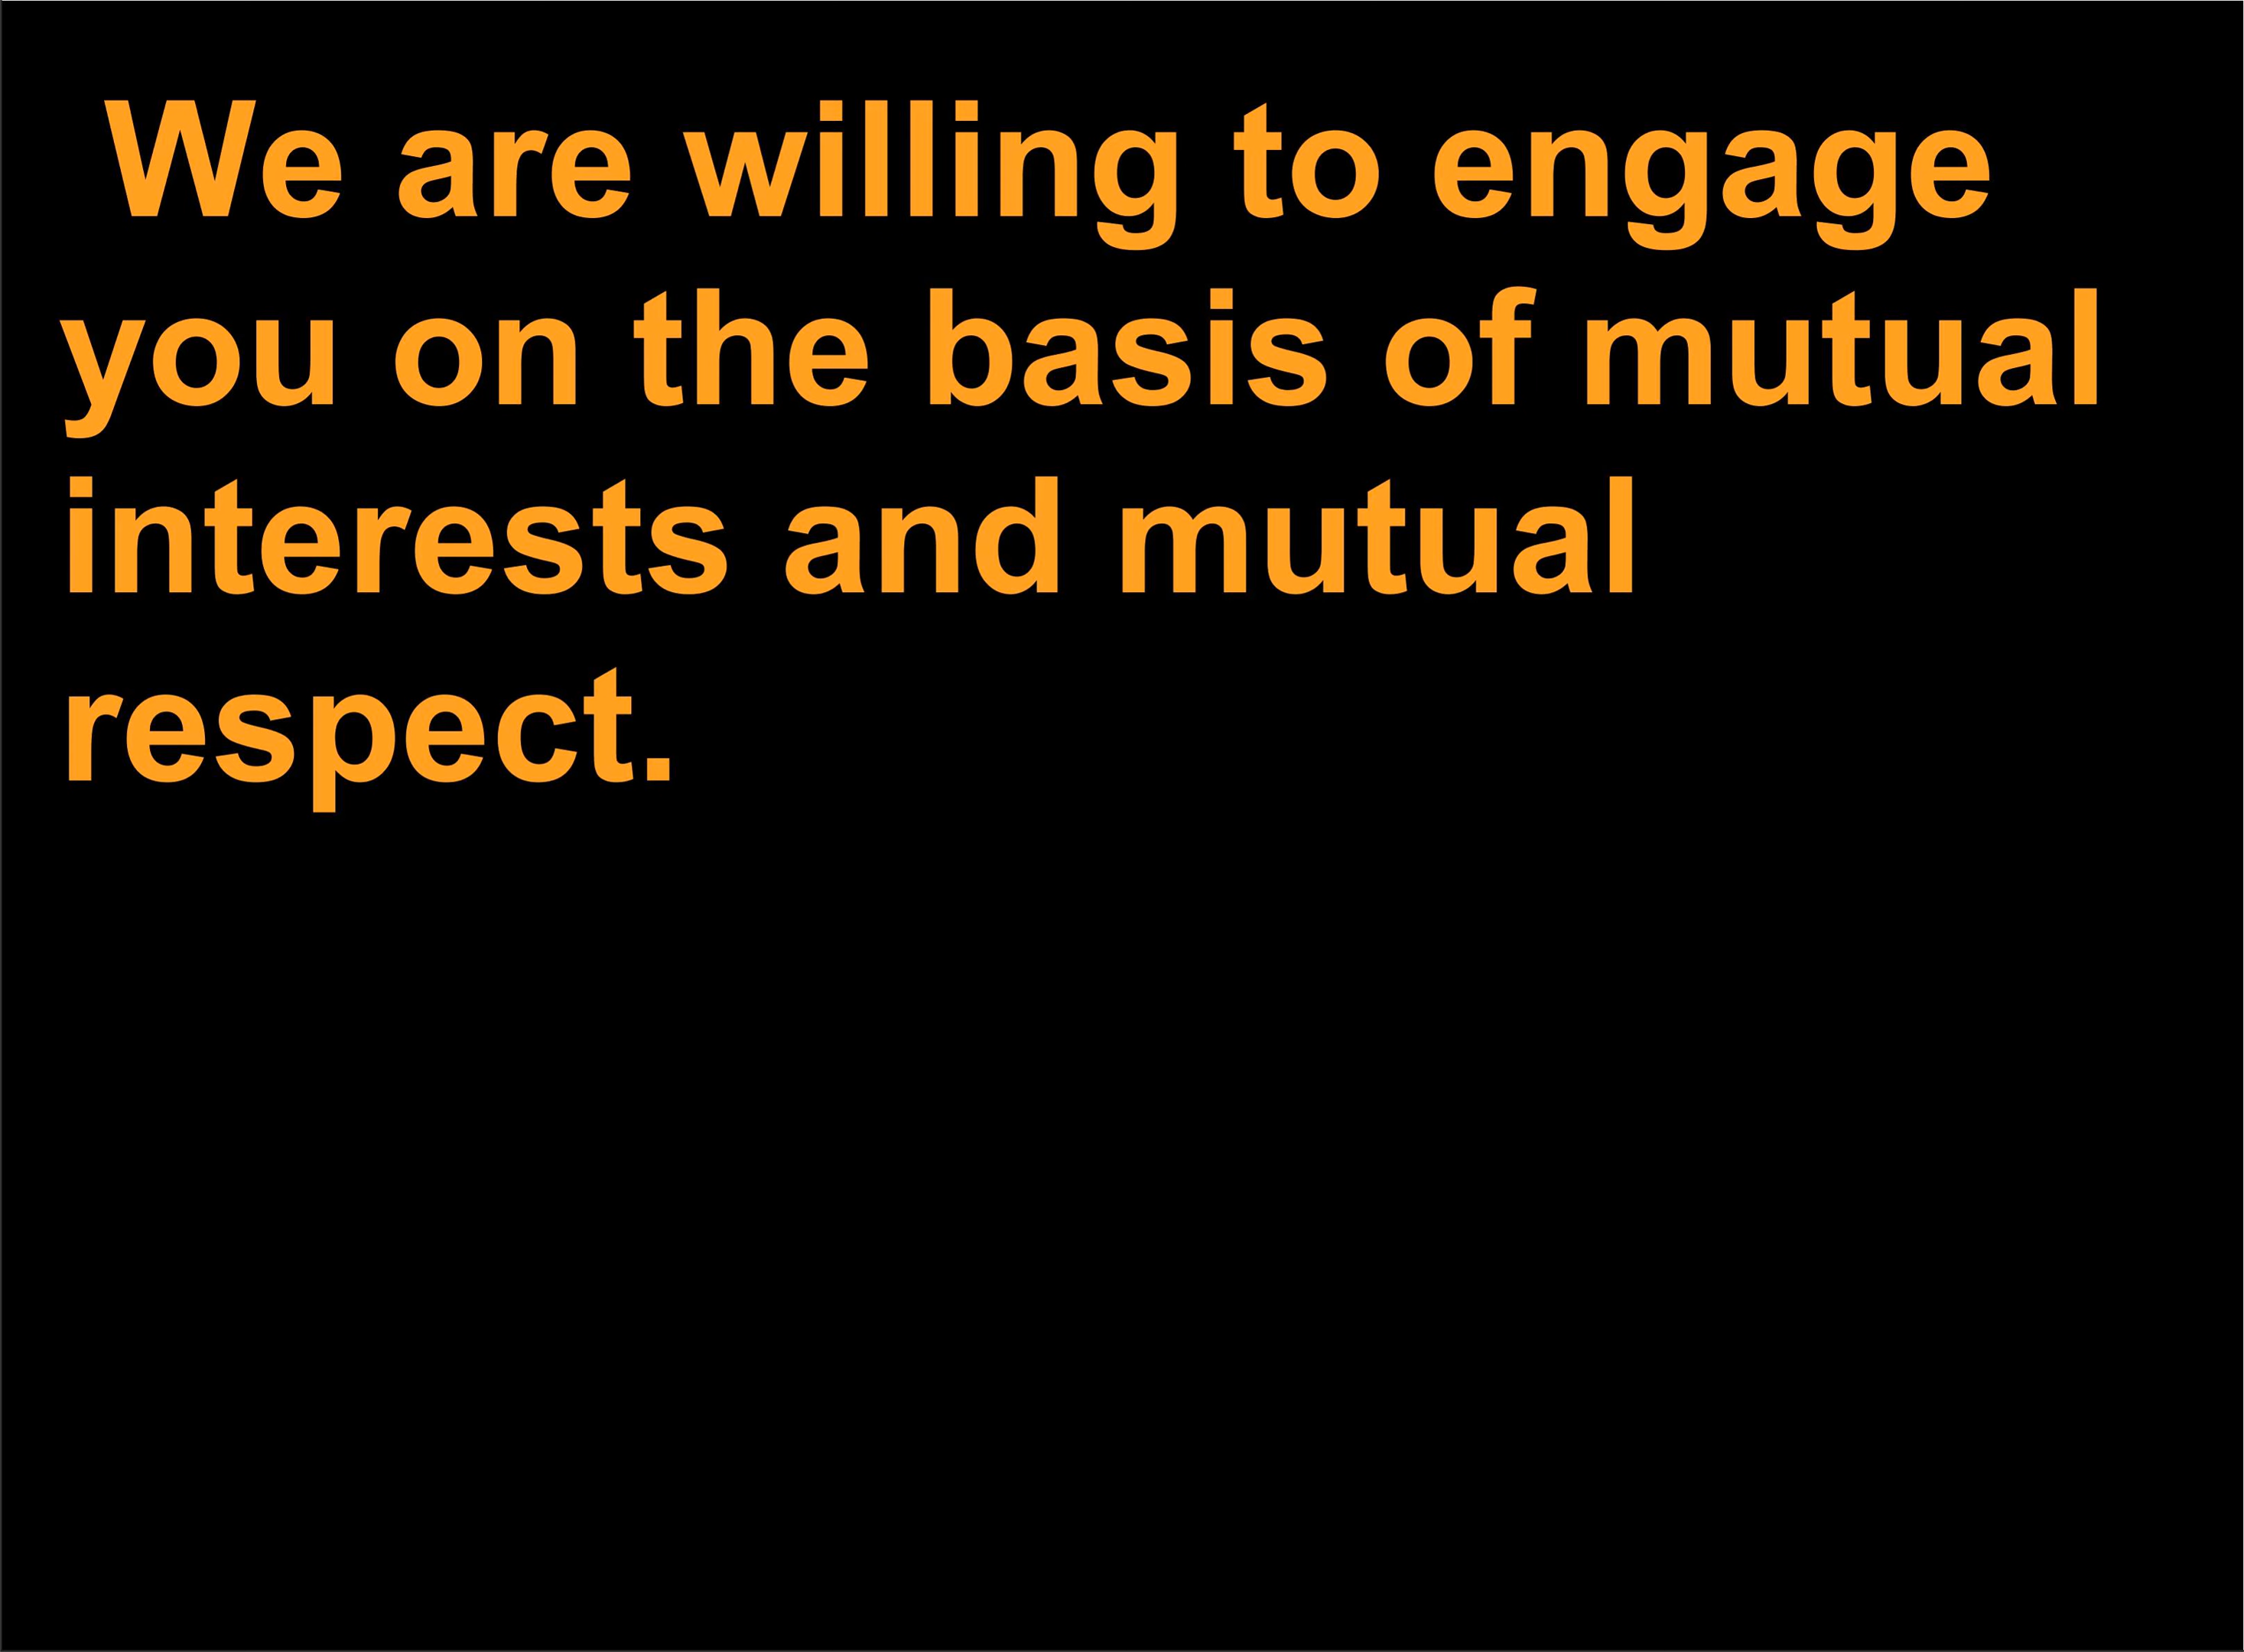 We are willing to engage
you on the basis of mutual
interests and mutual
respect.